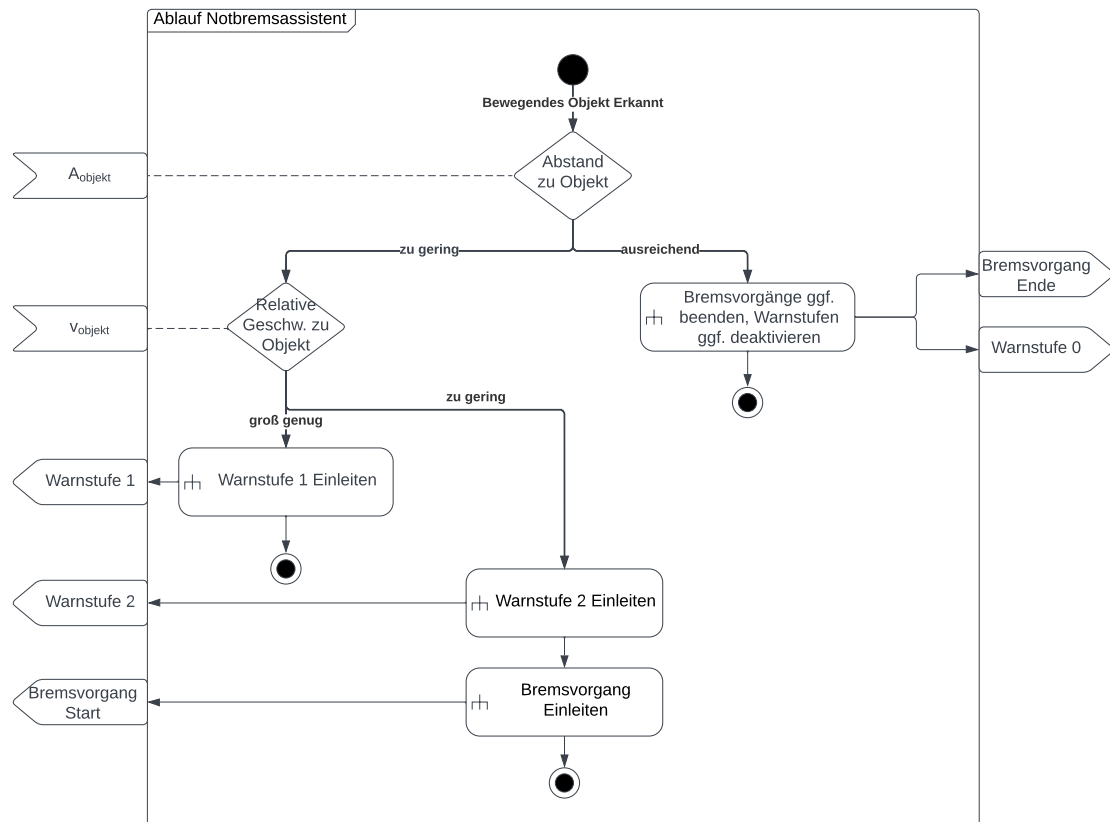 Ablauf Notbremsassistent
Bewegendes Objekt Erkannt
Abstand
zu Objekt
Aobjekt
zu gering
ausreichend
Bremsvorgang
Ende
Relative
Geschw. zu
Objekt
Bremsvorgänge ggf.
beenden, Warnstufen
ggf. deaktivieren
vobjekt
Warnstufe 0
zu gering
groß genug
Warnstufe 1
Warnstufe 1 Einleiten
Warnstufe 2
Warnstufe 2 Einleiten
Bremsvorgang
Start
Bremsvorgang
Einleiten